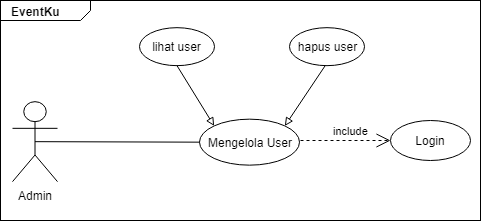 EventKu
lihat user
hapus user
Mengelola User
include
Login
Admin